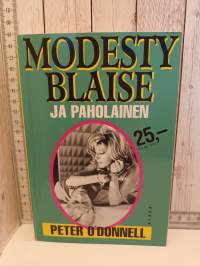 MODESTY
BLAISE
JA PAHOLAINEN
25,–
PETER O'DONNELL